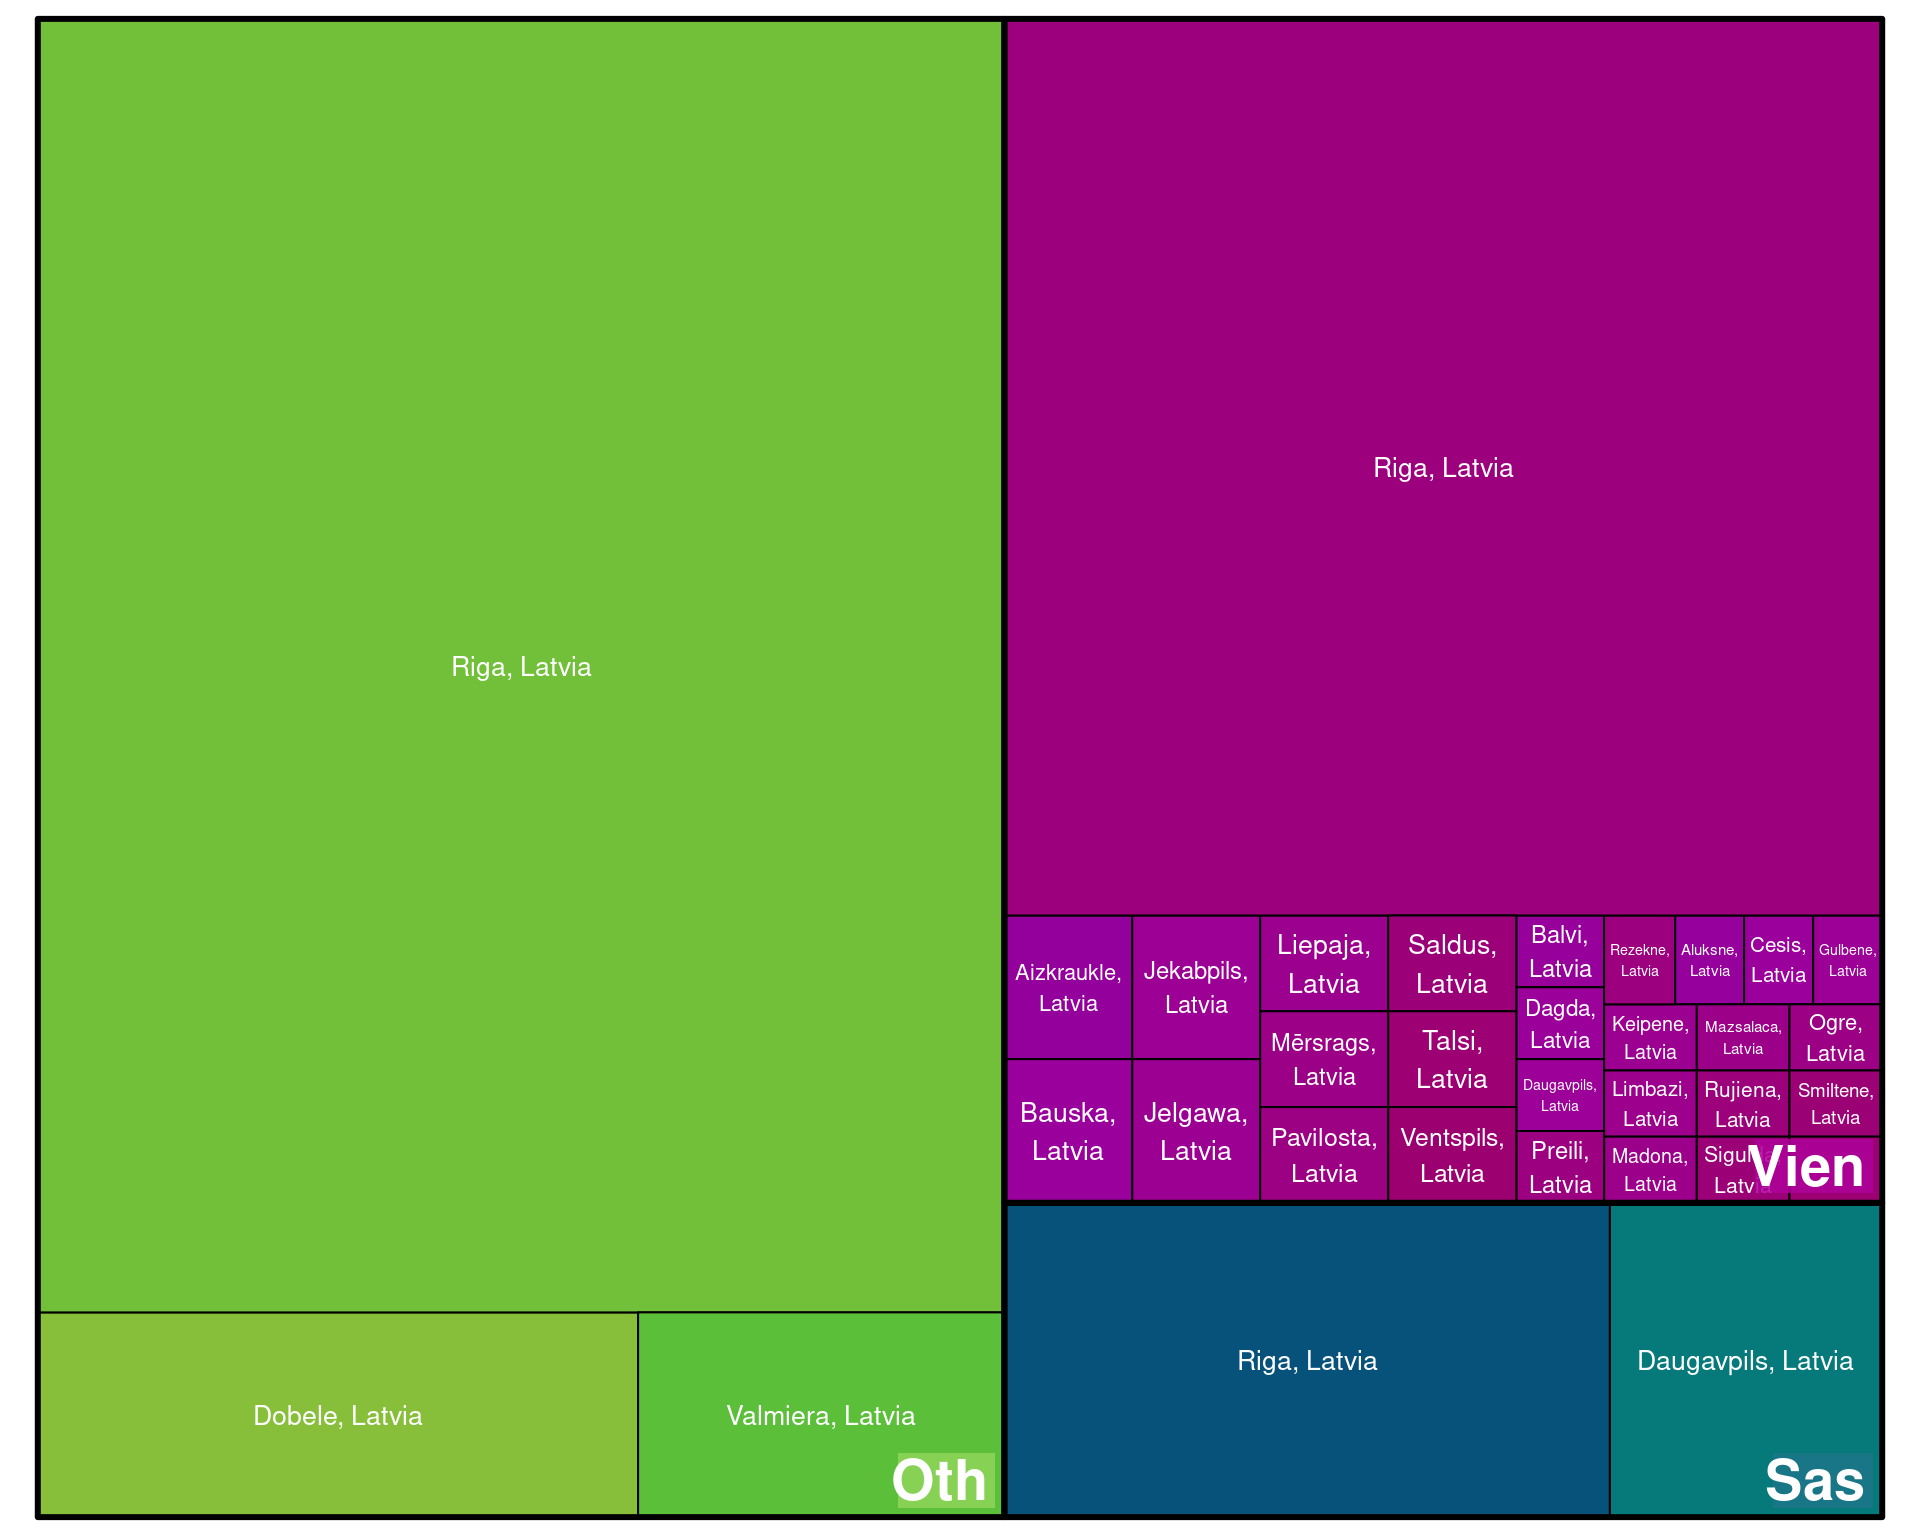 Riga, Latvia
Dobele, Latvia
Valmiera, Latvia
Oth
Riga, Latvia
Aizkraukle,
Latvia
Jekabpils,
Latvia
Liepaja,
Latvia
Saldus,
Latvia
Balvi,
Latvia
Rezekne,
Latvia
Aluksne,
Latvia
Cesis,
Latvia
Gulbene,
Latvia
Dagda,
Latvia
Keipene,
Latvia
Mazsalaca,
Latvia
Ogre,
Latvia
Mērsrags,
Latvia
Talsi,
Latvia
Bauska,
Latvia
Jelgawa,
Latvia
Daugavpils,
Latvia
Limbazi,
Latvia
Rujiena,
Latvia
Smiltene,
Latvia
Pavilosta,
Latvia
Ventspils,
Latvia
Preili,
Latvia
Madona,
Latvia
Vien
Riga, Latvia
Daugavpils, Latvia
Sas